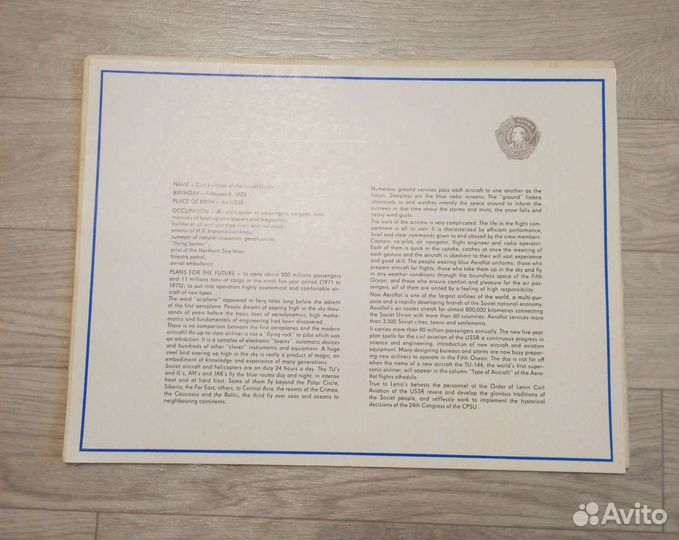 ЛЕНИН
NAME – Civil Aviation of the Soviet Union
BIRTHDAY – February 9, 1923
PLACE OF BIRTH – the USSR
OCCUPATION – Air transporter of passengers, cargoes, mail
matrices of leading newspapers and magazines;
builder of oil and gas pipe lines and rail roads;
erector of H.V. transmission lines;
surveyor of natural resources, geophysicist;
"flying farmer";
pilot of the Northern Sea Way;
forestry patrol;
aerial ambulance
PLANS FOR THE FUTURE – to carry about 500 millions passengers
and 11 millions tons of cargo in the ninth five-year period (1971 to
1975); to put into operation highly economical and comfortable air
craft of new types...
The word "airplane" appeared in fairy tales long before the advent
of the first aeroplane. People dreamt of soaring high in the sky thou-
sands of years before the basic laws of aerodynamics, high mathe-
matics and fundamentals of engineering had been discovered.
There is no comparison between the first aeroplanes and the modern
aircraft! An up-to-date airliner is not a "flying rock" to pilot which was
an attraction. It is a complex of electronic "brains", automatic devices
and hundreds of other "clever" instruments and equipment. A huge
steel bird soaring up high in the sky is really a product of magic, an
embodiment of knowledge and experience of many generations.
Soviet aircraft and helicopters are on duty 24 hours a day. The TU's
and IL's, AN's and JAK's fly the blue routes day and night, in intense
heat and at hard frost. Some of them fly beyond the Polar Circle,
Siberia, the Far East, others, to Central Asia, the resorts of the Crimea,
the Caucasus and the Baltic, the third fly over seas and oceans to
neighbouring continents.
Numerous ground services pass each aircraft to one another as the
baton. Sleepless are the blue radar screens. The "ground" listens
attentively to and watches intently the space around to inform the
aircrews in due time about the storms and mists, the snow falls and
heavy wind gusts.
The work of the aircrew is very complicated. The life in the flight com-
partment is all its own. It is characterized by efficient performance,
brief and clear commands given to and obeyed by the crew members:
Captain, co-pilot, air navigator, flight engineer and radio operator.
Each of them is quick in the uptake, catches at once the meaning of
each gesture and the aircraft is obedient to their will vast experience
and good skill. The people wearing blue Aeroflot uniforms: those who
prepare aircraft for flights, those who take them up in the sky and fly
in any weather conditions through the boundless space of the Fifth
Ocean; and those who ensure comfort and pleasure for the air pas-
sengers, all of them are united by a feeling of high responsibility.
Now Aeroflot is one of the largest airlines of the world, a multi-pur-
pose and a rapidly developing branch of the Soviet national economy.
Aeroflot's air routes stretch for almost 800,000 kilometres connecting
the Soviet Union with more than 60 countries. Aeroflot services more
than 3,500 Soviet cities, towns and settlements.
It carries more than 90 million passengers annually. The new five year
plan spells for the civil aviation of the USSR a continuous progress in
science and engineering, introduction of new aircraft and aviation
equipment. Many designing bureaus and plants are now busy prepar-
ing new airliners to operate in the Fifth Ocean. The day is not far off
when the name of a new aircraft the TU-144, the world's first super-
sonic airliner, will appear in the column "Type of Aircraft" of the Aero-
flot flights schedule.
True to Lenin's behests the personnel of the Order of Lenin Civil
Aviation of the USSR revere and develop the glorious traditions of
the Soviet people, and selflessly work to implement the hystorical
decisions of the 24th Congress of the CPSU.
Avito